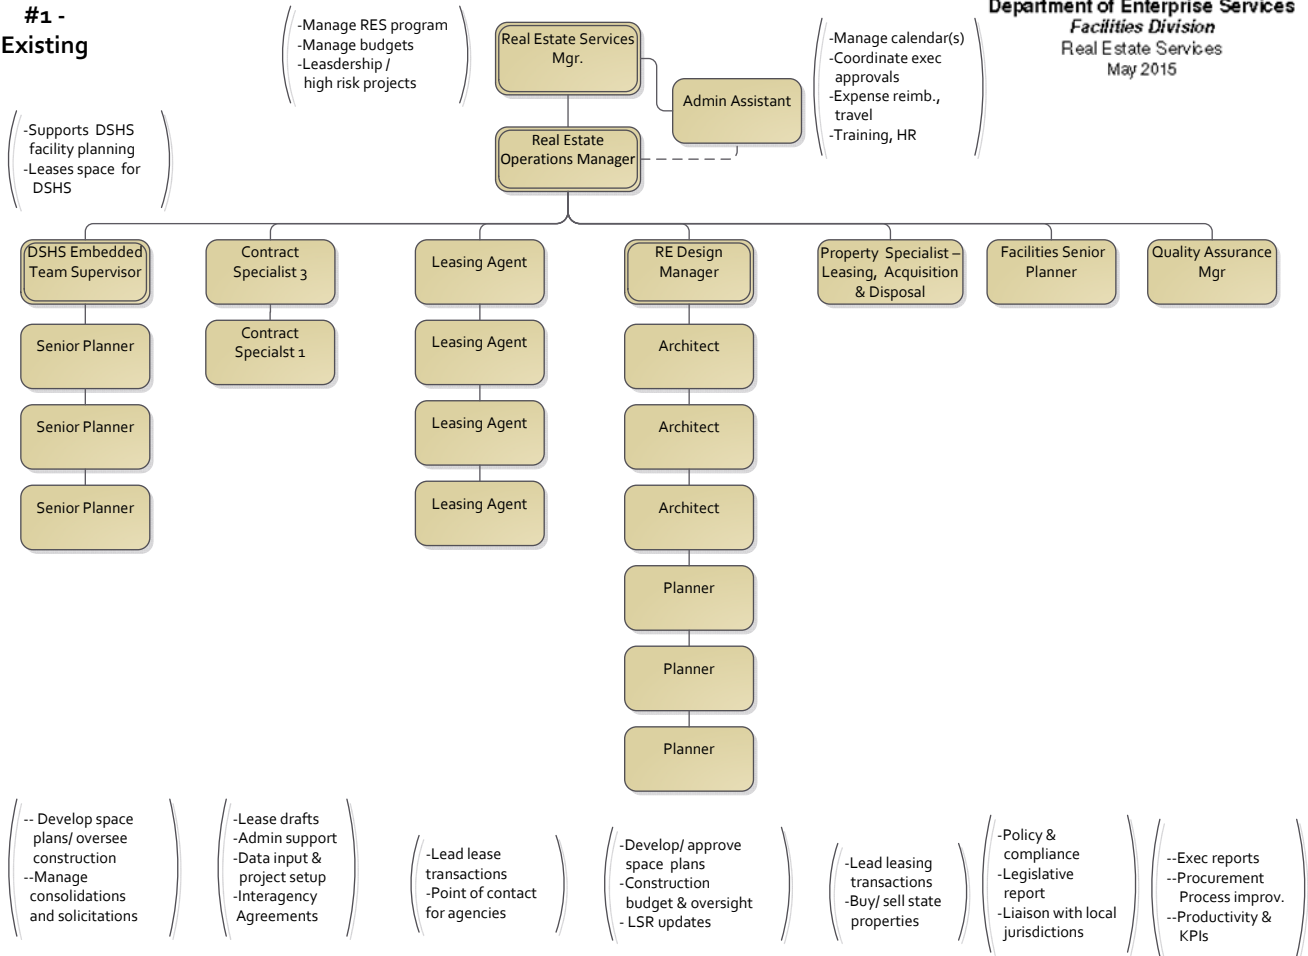 #1 -
Existing
Department of Enterprise Services
Facilities Division
Real Estate Services
May 2015
-Manage RES program
-Manage budgets
-Leasdership /
high risk projects
Real Estate Services
Mgr.
Admin Assistant
-Manage calendar(s)
-Coordinate exec
approvals
-Expense reimb.,
travel
-Training, HR
Real Estate
Operations Manager
-Supports DSHS
facility planning
-Leases space for
DSHS
DSHS Embedded
Team Supervisor
Senior Planner
Senior Planner
Senior Planner
Contract
Specialist 3
Contract
Specialst 1
Leasing Agent
Leasing Agent
Leasing Agent
Leasing Agent
RE Design
Manager
Architect
Architect
Architect
Planner
Planner
Planner
Property Specialist –
Leasing, Acquisition
& Disposal
Facilities Senior
Planner
Quality Assurance
Mgr
-- Develop space
plans/ oversee
construction
--Manage
consolidations
and solicitations
-Lease drafts
-Admin support
-Data input &
project setup
-Interagency
Agreements
-Lead lease
transactions
-Point of contact
for agencies
-Develop/ approve
space plans
-Construction
budget & oversight
- LSR updates
-Lead leasing
transactions
-Buy/ sell state
properties
-Policy &
compliance
-Legislative
report
-Liaison with local
jurisdictions
--Exec reports
--Procurement
Process improv.
--Productivity &
KPIs